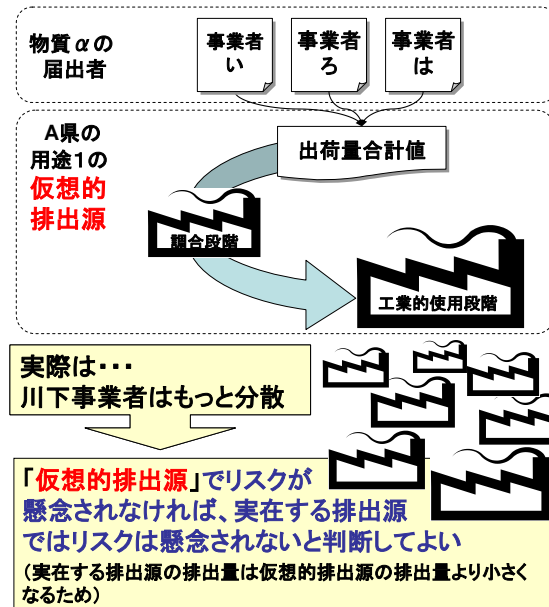 物質αの
届出者
事業者
い
事業者
ろ
事業者
は
A県の
用途1の
仮想的
排出源
出荷量合計値
調合段階
工業的使用段階
実際は・・・
川下事業者はもっと分散
「仮想的排出源」でリスクが
懸念されなければ、実在する排出源
ではリスクは懸念されないと判断してよい
(実在する排出源の排出量は仮想的排出源の排出量より小さく
なるため)